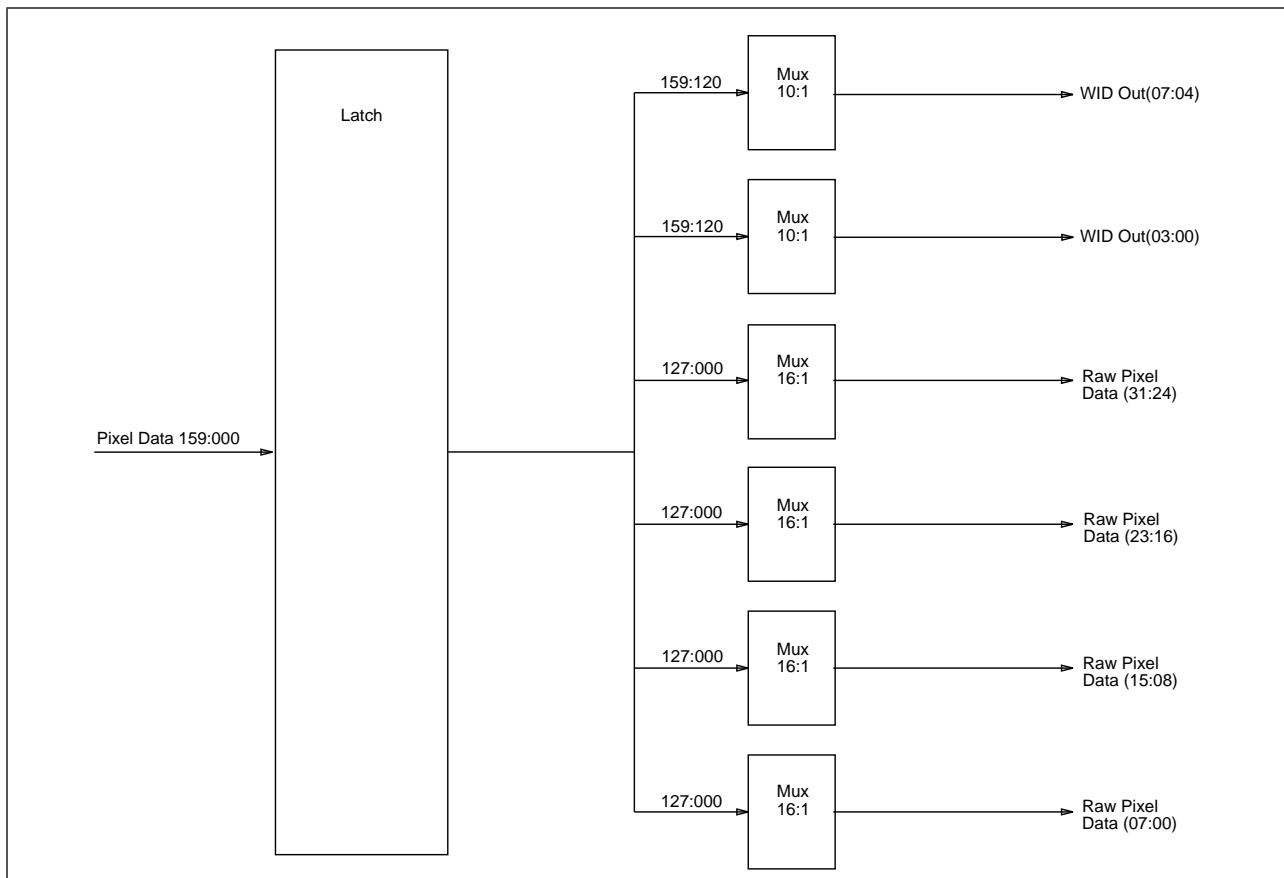 Latch
Pixel Data 159:000
159:120
Mux
10:1
WID Out(07:04)
159:120
Mux
10:1
WID Out(03:00)
127:000
Mux
16:1
Raw Pixel
Data (31:24)
127:000
Mux
16:1
Raw Pixel
Data (23:16)
127:000
Mux
16:1
Raw Pixel
Data (15:08)
127:000
Mux
16:1
Raw Pixel
Data (07:00)